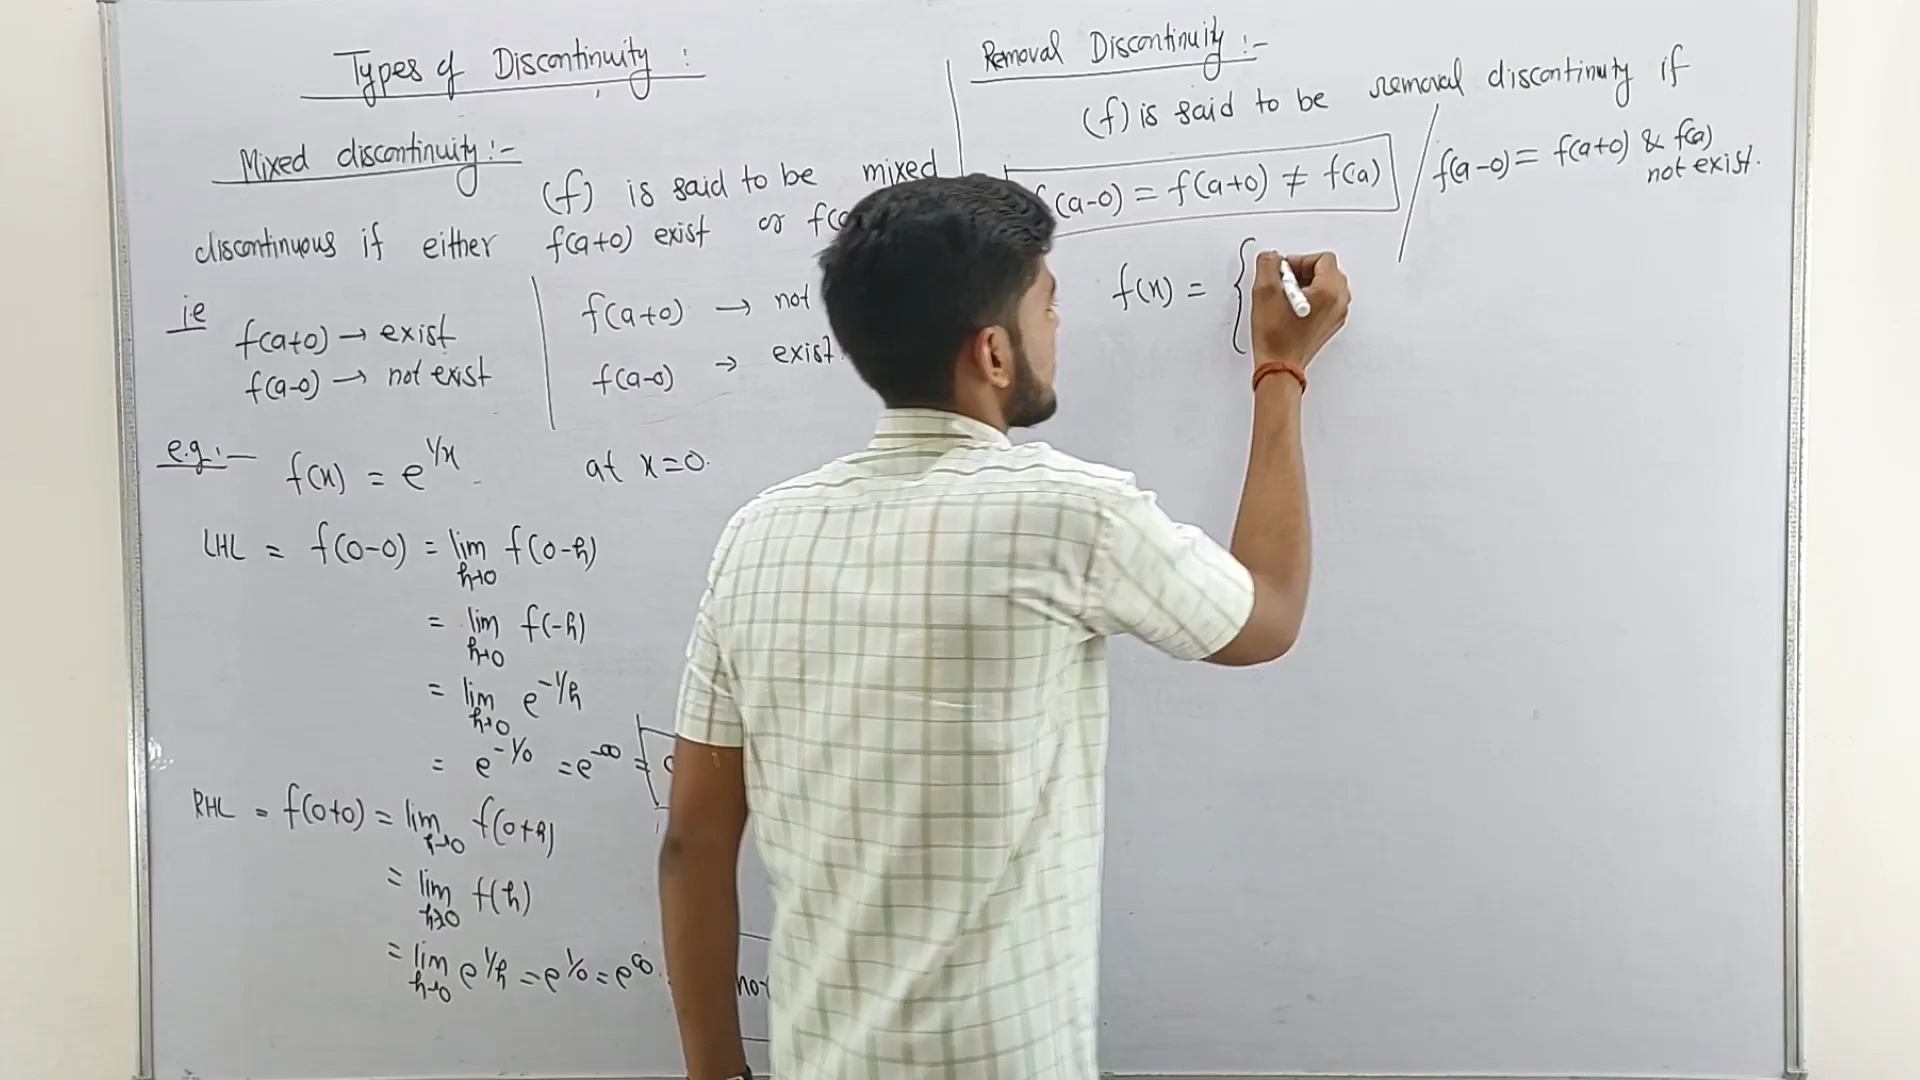 Types of Discontinuity :
Mixed discontinuity :-
(f) is said to be mixed
discontinuous if either f(a+0) exist or
ie
f(a+0) → exist
f(a-0) → not exist
f(a+0) → not
f(a-0) → exist.
e.g. :- f(x) = e^1/x at x=0.
LHL = f(0-0) = lim h→0 f(0-h)
= lim h→0 f(-h)
= lim h→0 e^-1/h
= e^-1/0 = e^-∞ =
RHL = f(0+0) = lim h→0 f(0+h)
= lim h→0 f(h)
= lim h→0 e^1/h = e^1/0 = e^∞
Removal Discontinuity :-
(f) is said to be removal discontinuty if
f(a-0) = f(a+0) ≠ f(a) / f(a-0) = f(a+0) & f(a)
not exist.
f(x) = {